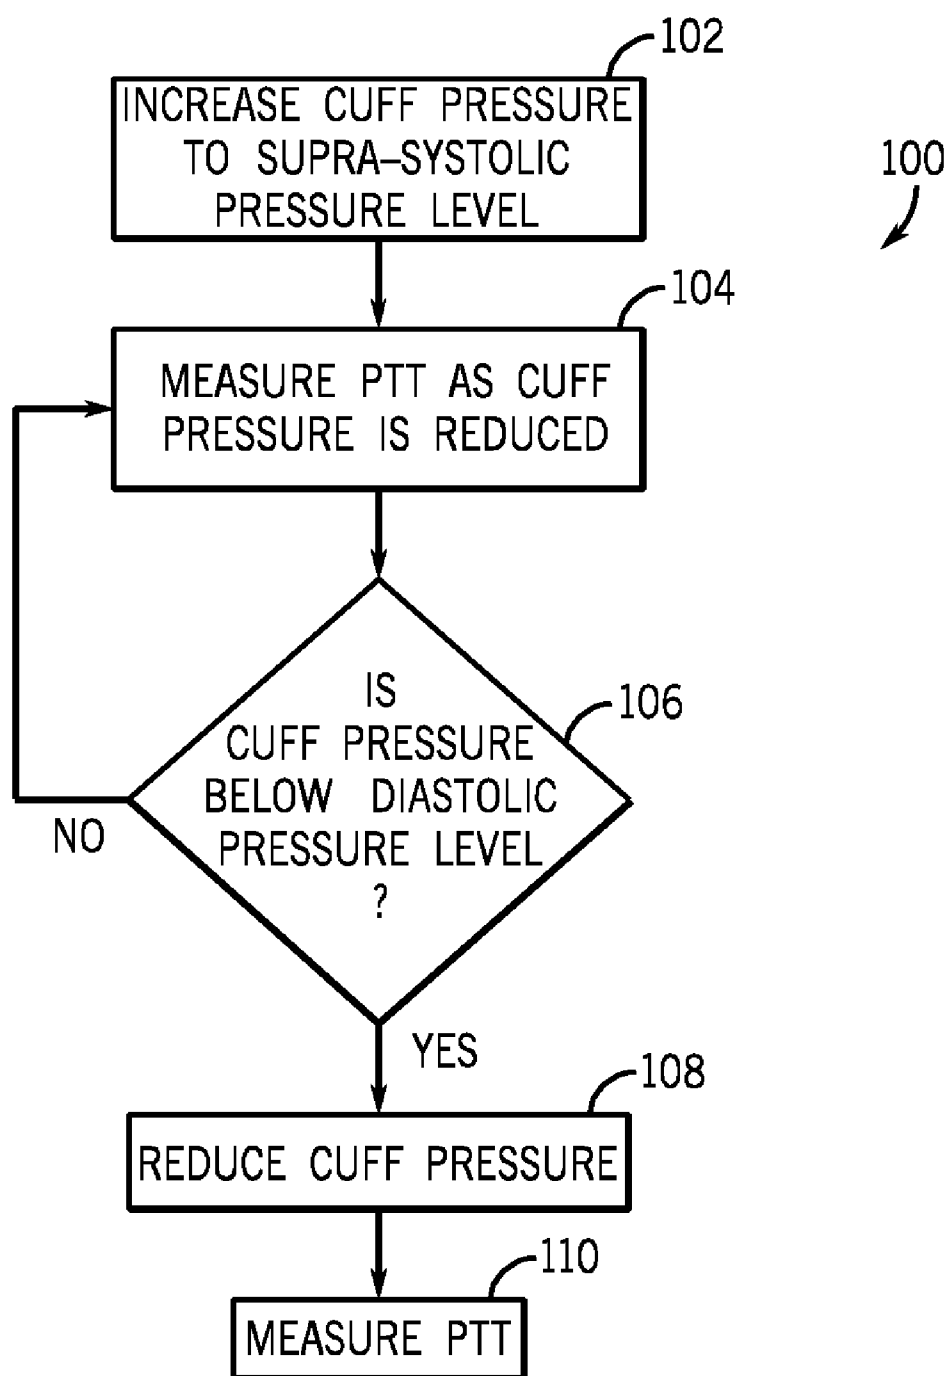 102
INCREASE CUFF PRESSURE
TO SUPRA–SYSTOLIC
PRESSURE LEVEL
100
104
MEASURE PTT AS CUFF
PRESSURE IS REDUCED
106
IS
CUFF PRESSURE
BELOW DIASTOLIC
PRESSURE LEVEL
?
NO
YES
108
REDUCE CUFF PRESSURE
110
MEASURE PTT